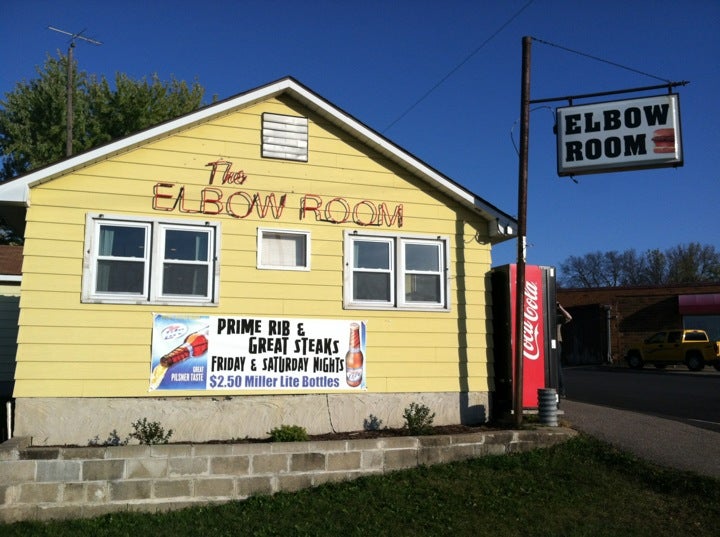 The
ELBOW ROOM
ELBOW
ROOM
PRIME RIB &
GREAT STEAKS
FRIDAY & SATURDAY NIGHTS
$2.50 Miller Lite Bottles
GREAT
PILSNER TASTE
Coca-Cola